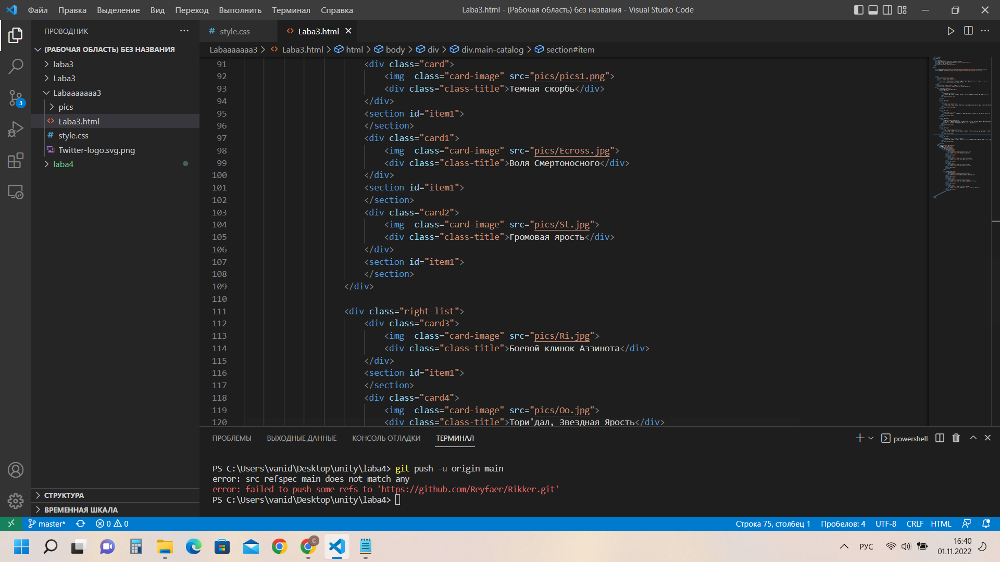 Файл Правка Выделение Вид Переход Выполнить Терминал Справка
Laba3.html - (Рабочая область) без названия - Visual Studio Code
ПРОВОДНИК
(РАБОЧАЯ ОБЛАСТЬ) БЕЗ НАЗВАНИЯ
laba3
Laba3
Labaaaaaaa3
pics
Laba3.html
style.css
Twitter-logo.svg.png
laba4
3
СТРУКТУРА
ВРЕМЕННАЯ ШКАЛА
style.css Laba3.html
Labaaaaaaa3 > Laba3.html > html > body > div > div.main-catalog > section#item
91 <div class="card">
92 <img  class="card-image" src="pics/pics1.png">
93 <div class="class-title">Темная скорбь</div>
94 </div>
95 <section id="item1">
96 </section>
97 <div class="card1">
98 <img  class="card-image" src="pics/Ecross.jpg">
99 <div class="class-title">Воля Смертоносного</div>
100 </div>
101 <section id="item1">
102 </section>
103 <div class="card2">
104 <img  class="card-image" src="pics/St.jpg">
105 <div class="class-title">Громовая ярость</div>
106 </div>
107 <section id="item1">
108 </section>
109 </div>
110
111 <div class="right-list">
112 <div class="card3">
113 <img  class="card-image" src="pics/Ri.jpg">
114 <div class="class-title">Боевой клинок Аззинота</div>
115 </div>
116 <section id="item1">
117 </section>
118 <div class="card4">
119 <img  class="card-image" src="pics/Oo.jpg">
120 <div class="class-title">Тори'дал, Звездная Ярость</div>
ПРОБЛЕМЫ ВЫХОДНЫЕ ДАННЫЕ КОНСОЛЬ ОТЛАДКИ ТЕРМИНАЛ
powershell
PS C:\Users\vanid\Desktop\unity\laba4> git push -u origin main
error: src refspec main does not match any
error: failed to push some refs to 'https://github.com/Reyfaer/Rikker.git'
PS C:\Users\vanid\Desktop\unity\laba4>
master* 0 0
Строка 75, столбец 1 Пробелов: 4 UTF-8 CRLF HTML
C
РУС
16:40
01.11.2022